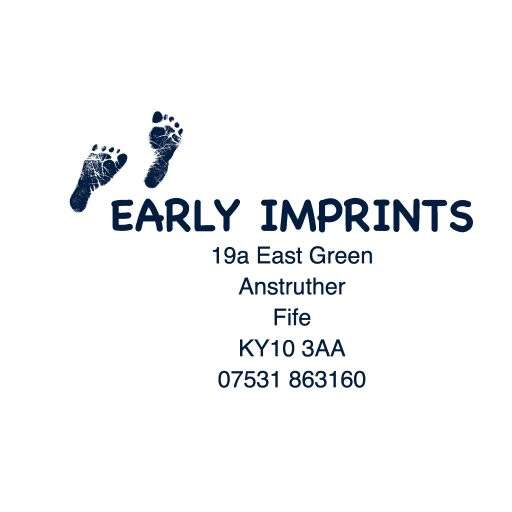 EARLY IMPRINTS
19a East Green
Anstruther
Fife
KY10 3AA
07531 863160